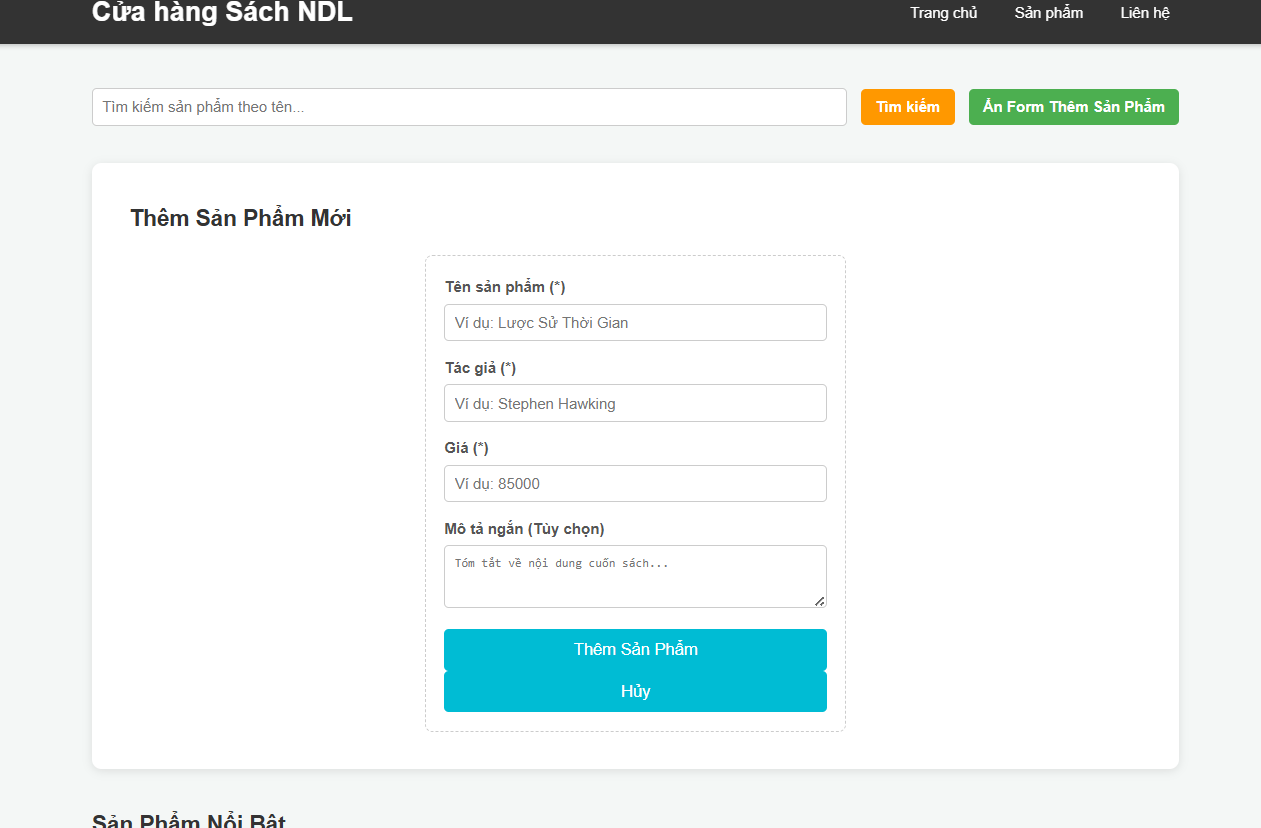 Cửa hàng Sách NDL
Trang chủ Sản phẩm Liên hệ
Tìm kiếm sản phẩm theo tên...
Tìm kiếm
Ẩn Form Thêm Sản Phẩm
Thêm Sản Phẩm Mới
Tên sản phẩm (*)
Ví dụ: Lược Sử Thời Gian
Tác giả (*)
Ví dụ: Stephen Hawking
Giá (*)
Ví dụ: 85000
Mô tả ngắn (Tùy chọn)
Tóm tắt về nội dung cuốn sách...
Thêm Sản Phẩm
Hủy
Sản Phẩm Nổi Bật